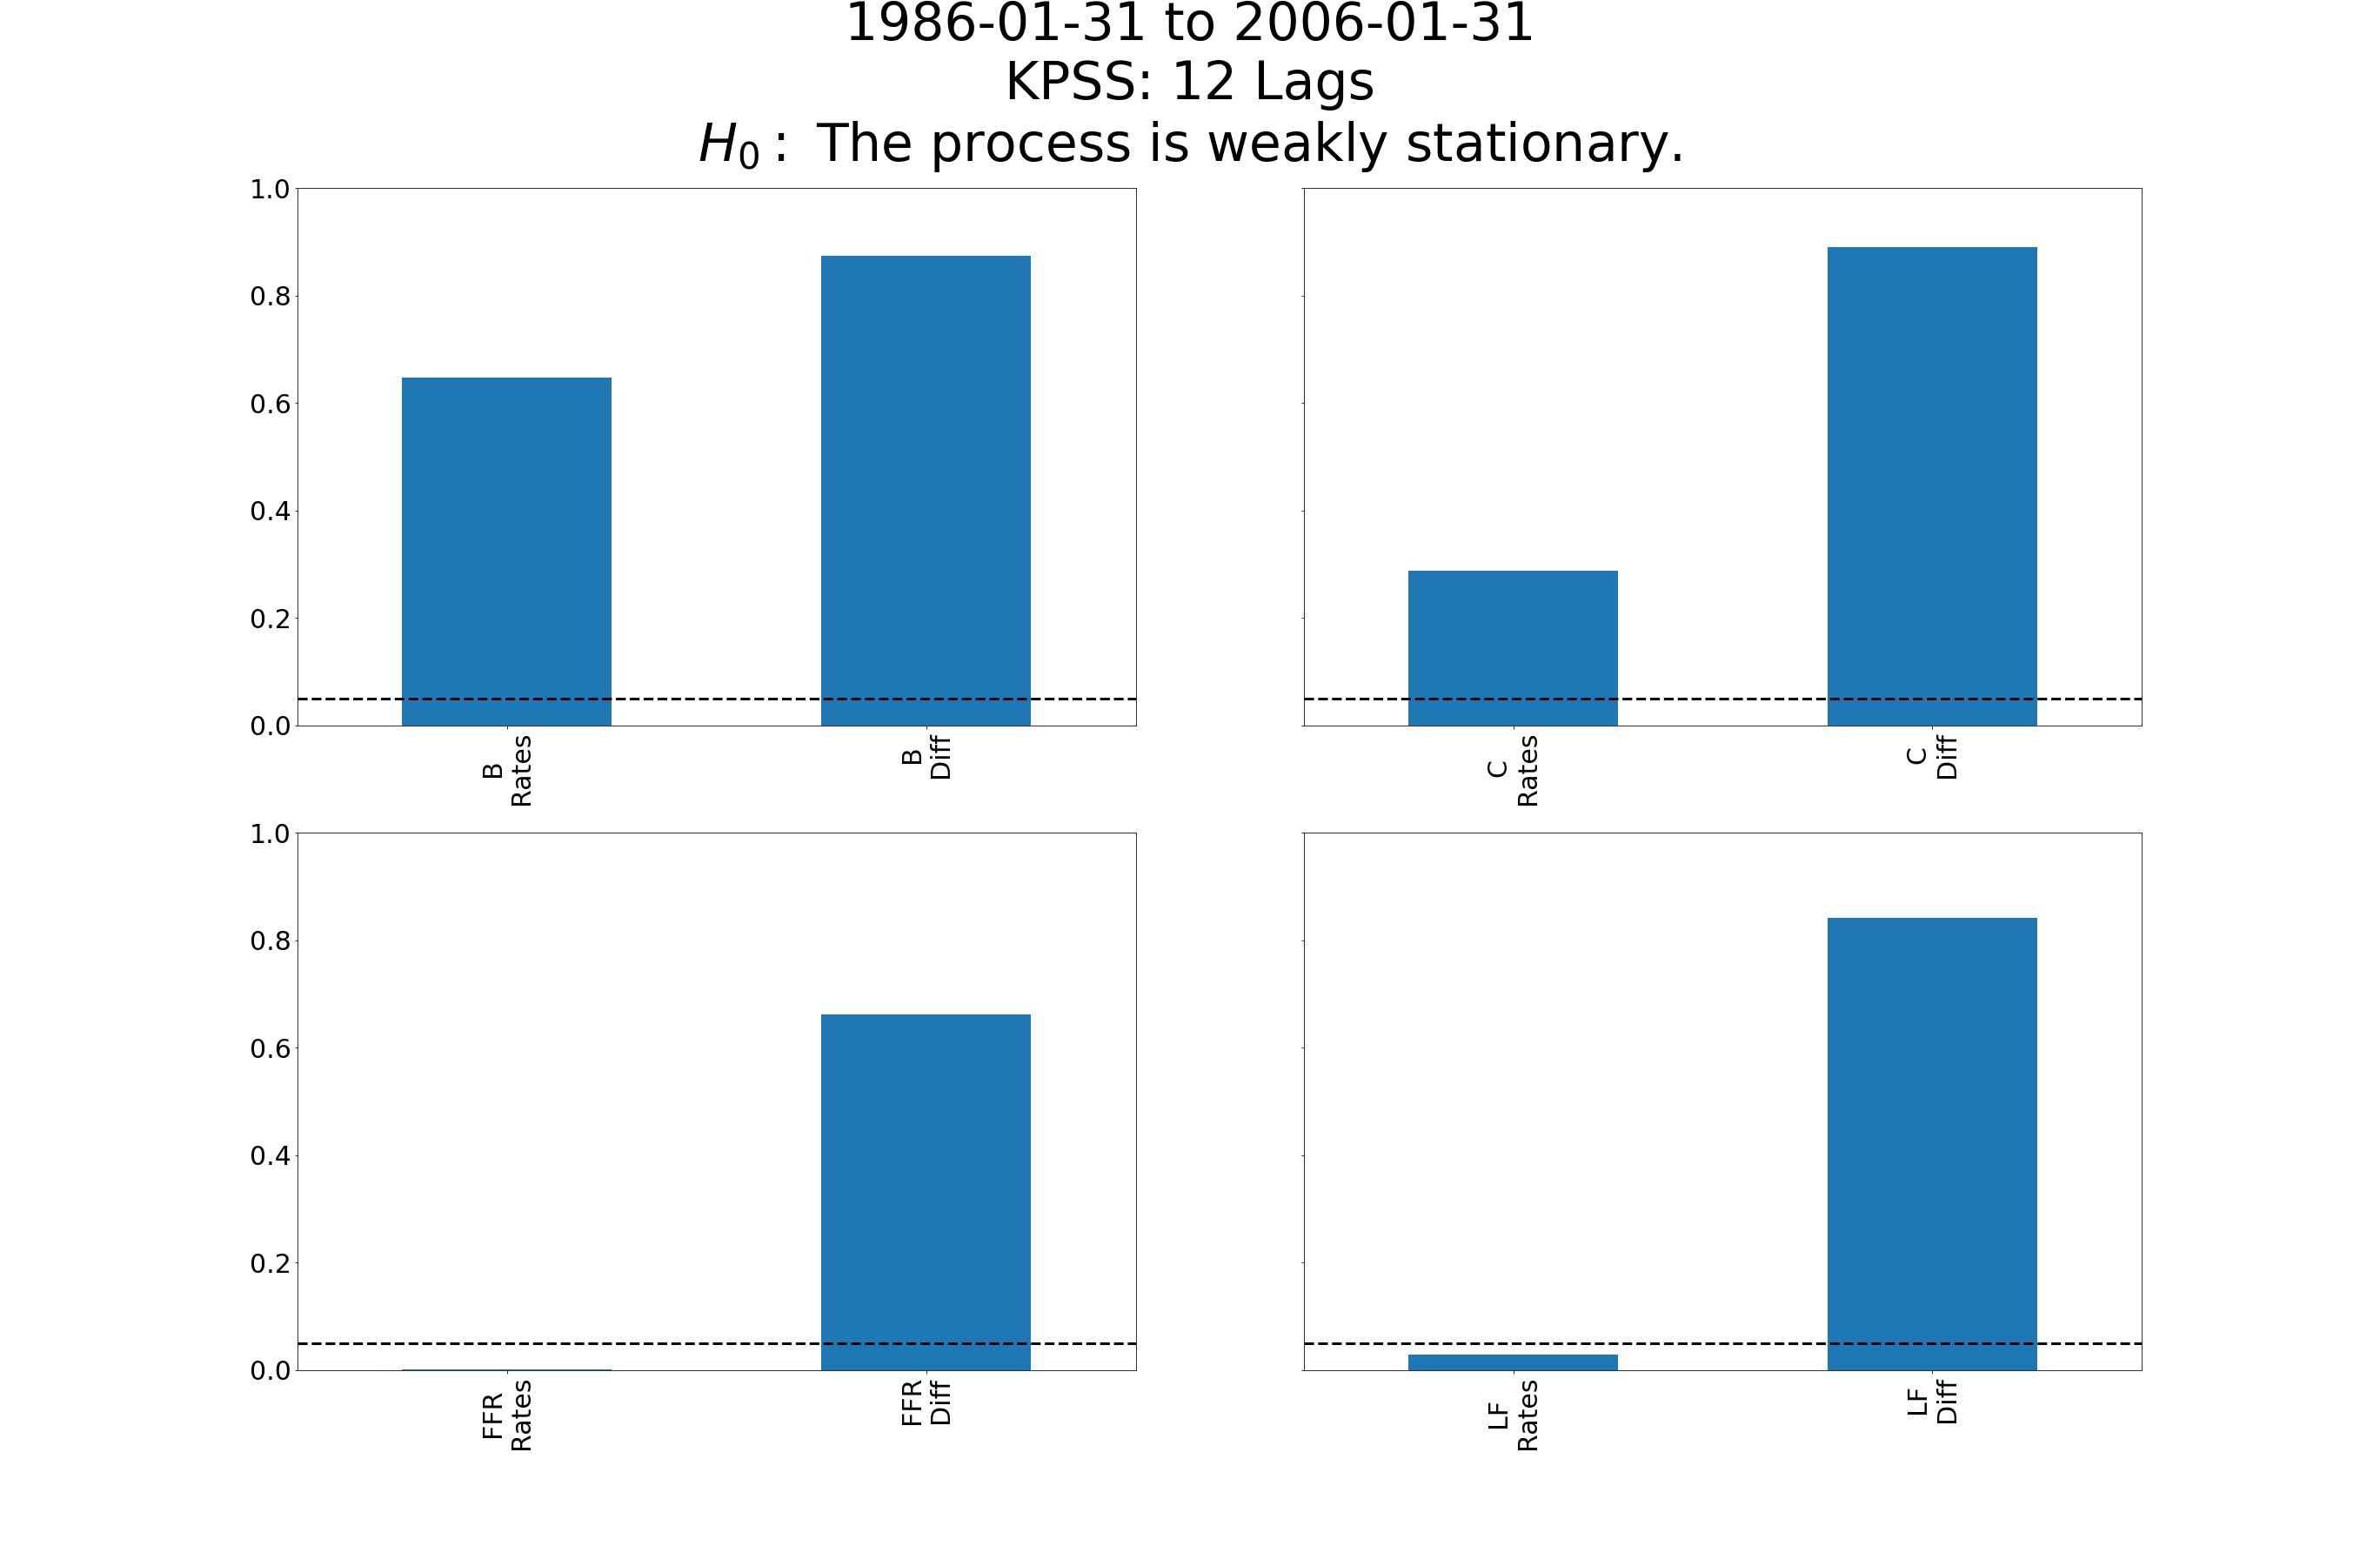 1986-01-31 to 2006-01-31
KPSS: 12 Lags
H₀ : The process is weakly stationary.
1.0
0.8
0.6
0.4
0.2
0.0
B
Rates
B
Diff
C
Rates
C
Diff
1.0
0.8
0.6
0.4
0.2
0.0
FFR
Rates
FFR
Diff
LF
Rates
LF
Diff